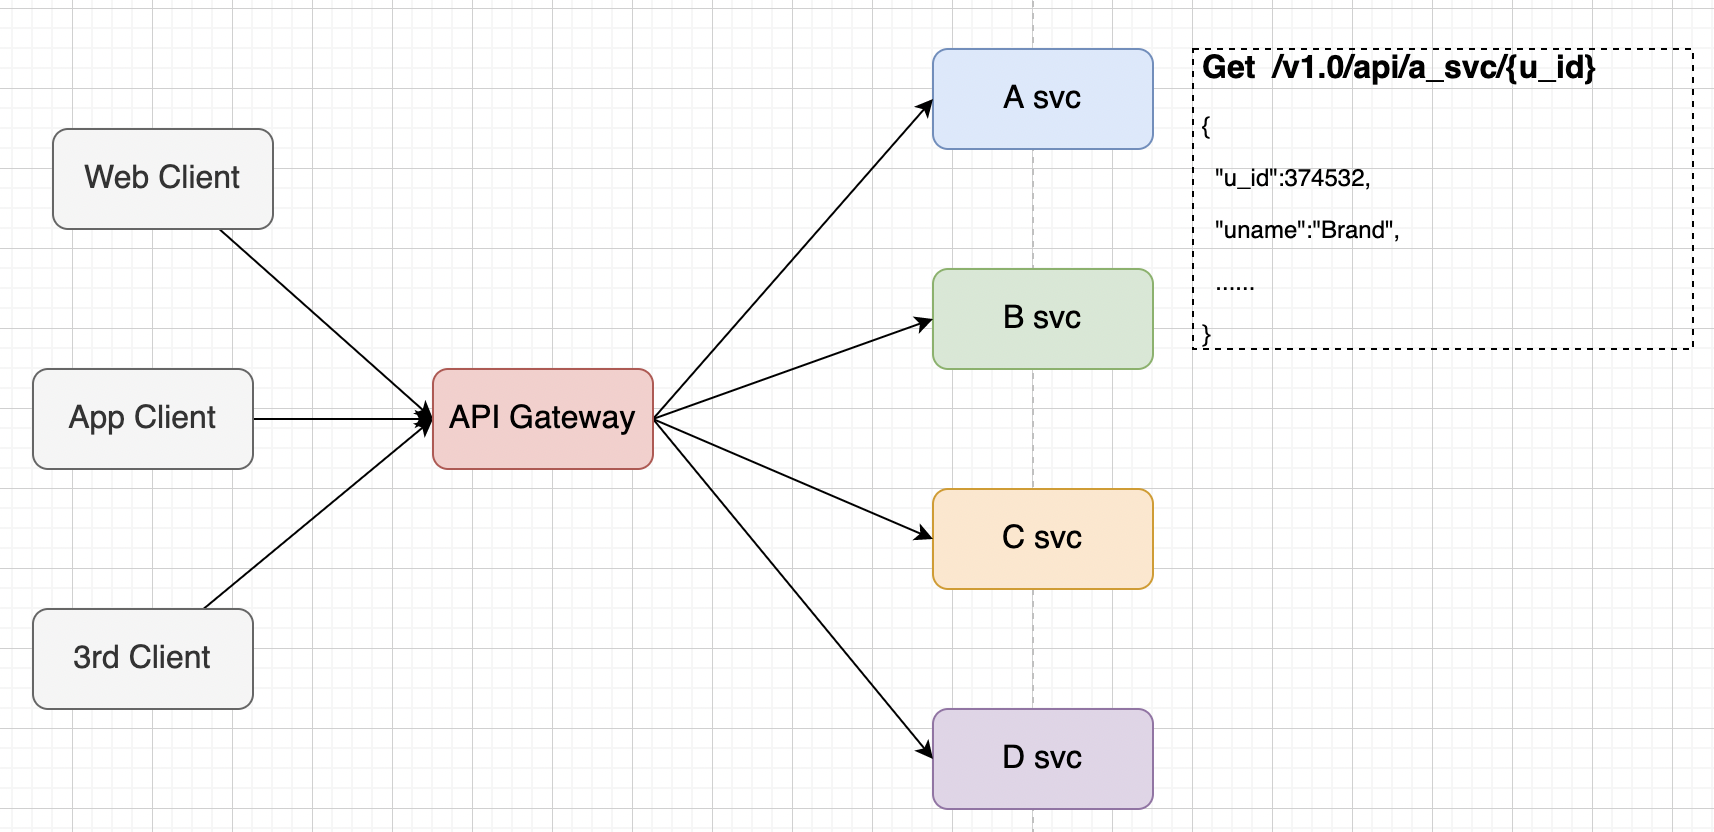 Web Client
App Client
3rd Client
API Gateway
A svc
B svc
C svc
D svc
Get /v1.0/api/a_svc/{u_id}
{
"u_id":374532,
"uname":"Brand",
......
}